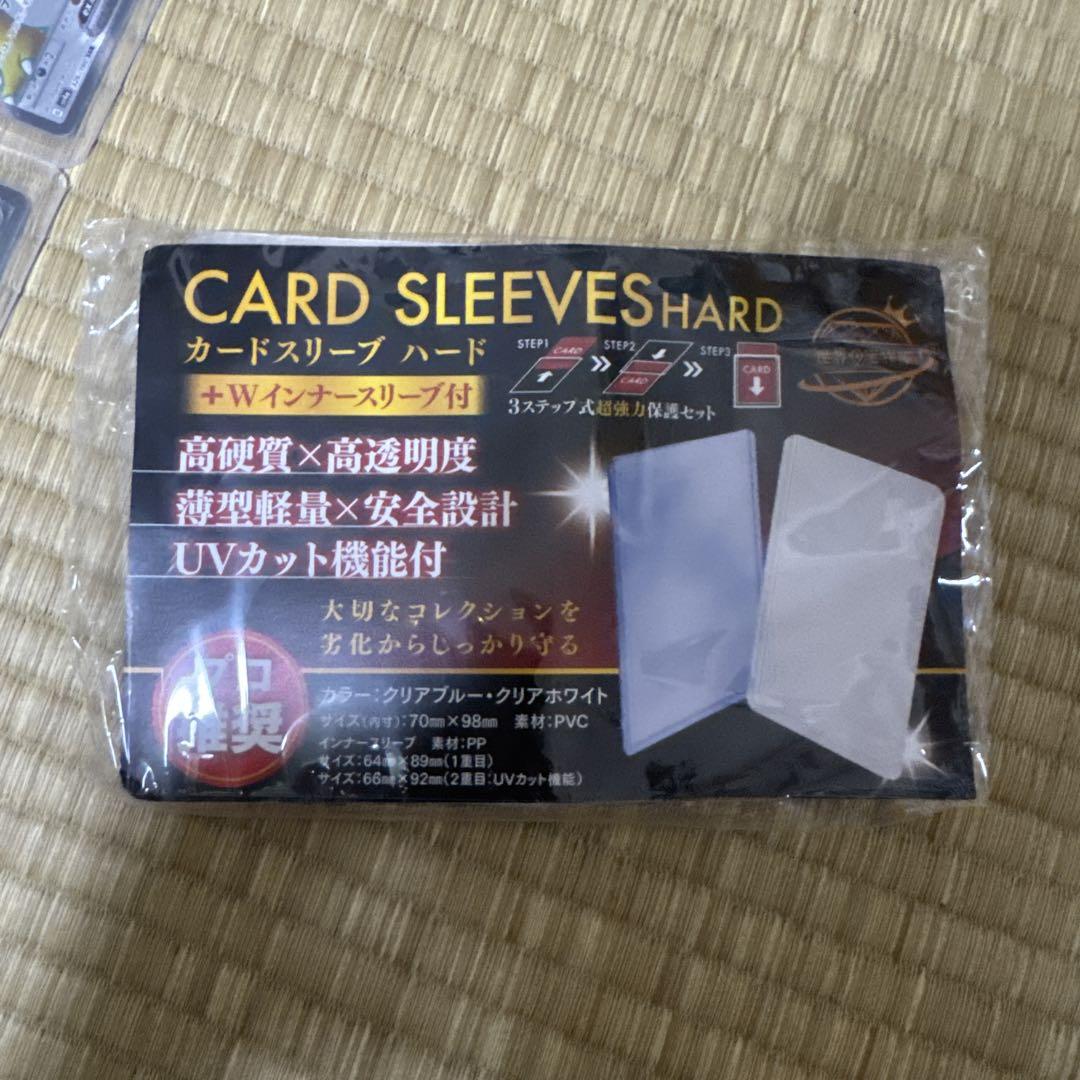 CARD SLEEVES HARD
カードスリーブ ハード
+Wインナースリーブ付
STEP1 STEP2 STEP3
CARD
CARD
CARD
3ステップ式超強力保護セット
高硬質×高透明度
薄型軽量×安全設計
UVカット機能付
大切なコレクションを
劣化からしっかり守る
プロ
推奨
カラー:クリアブルー・クリアホワイト
サイズ(内寸):70mm×98mm 素材:PVC
インナースリーブ 素材:PP
サイズ:64mm×89mm(1重目)
サイズ:66mm×92mm(2重目:UVカット機能)